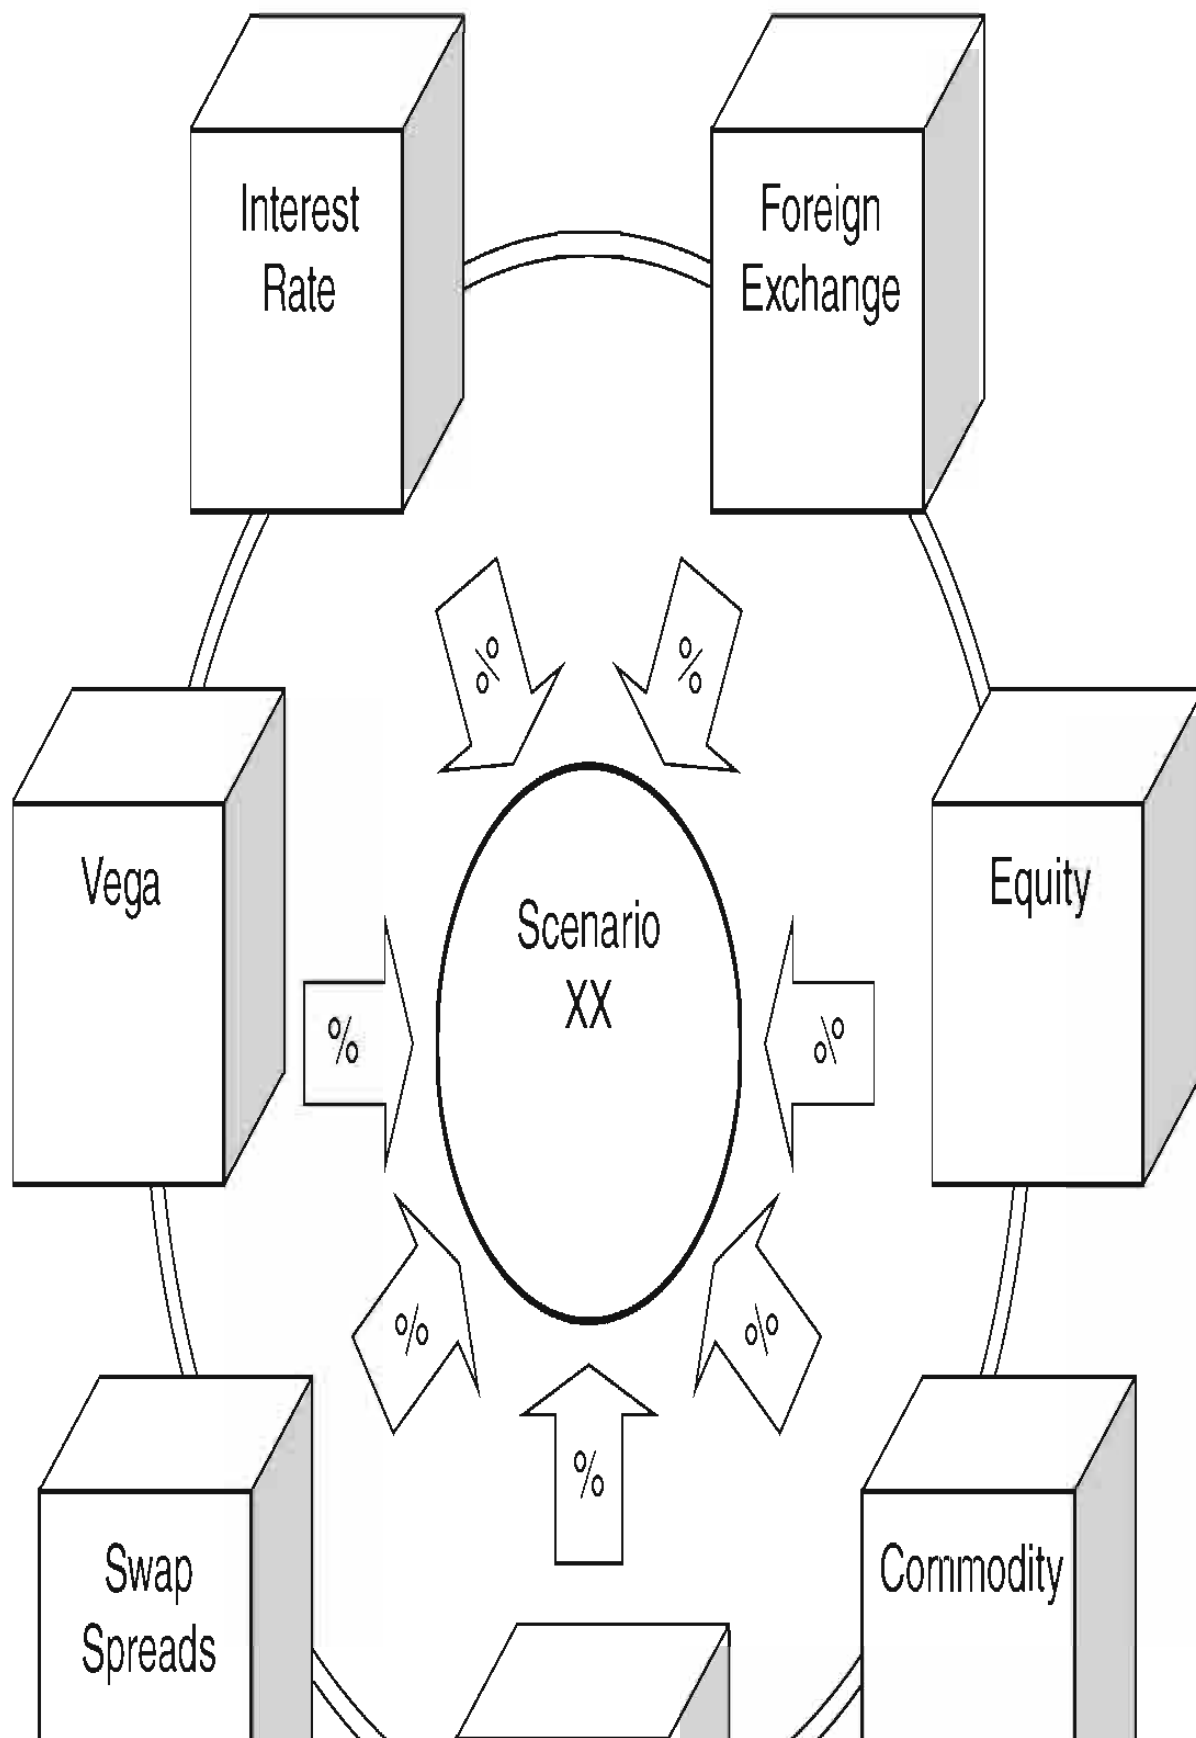 Interest
Rate
Foreign
Exchange
%
%
Vega
Equity
Scenario
XX
%
%
%
%
%
Swap
Spreads
Commodity